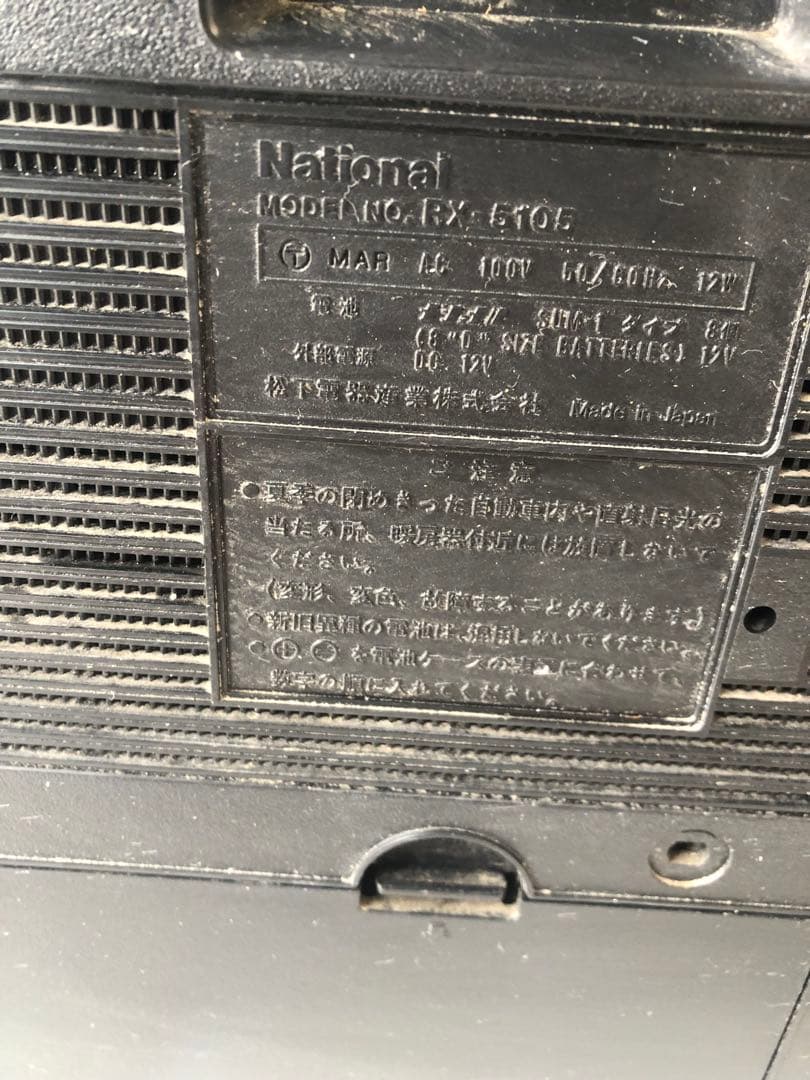 National
MODEL NO. RX-5105
Ⓣ MAR AC 100V 50/60Hz 12W
電池 ナショナル SUM-1 タイプ 8個
(8 "D" SIZE BATTERIES) 12V
外部電源 DC 12V
松下電器産業株式会社 Made in Japan
ご注意
●夏季の閉めきった自動車内や直射日光の
当たる所、暖房器付近には放置しないで
ください。
(変形、変色、故障することがあります。)
●新旧異種の電池は、混用しないでください。
●⊕⊖を電池ケースの表示に合わせて、
数字の順に入れてください。